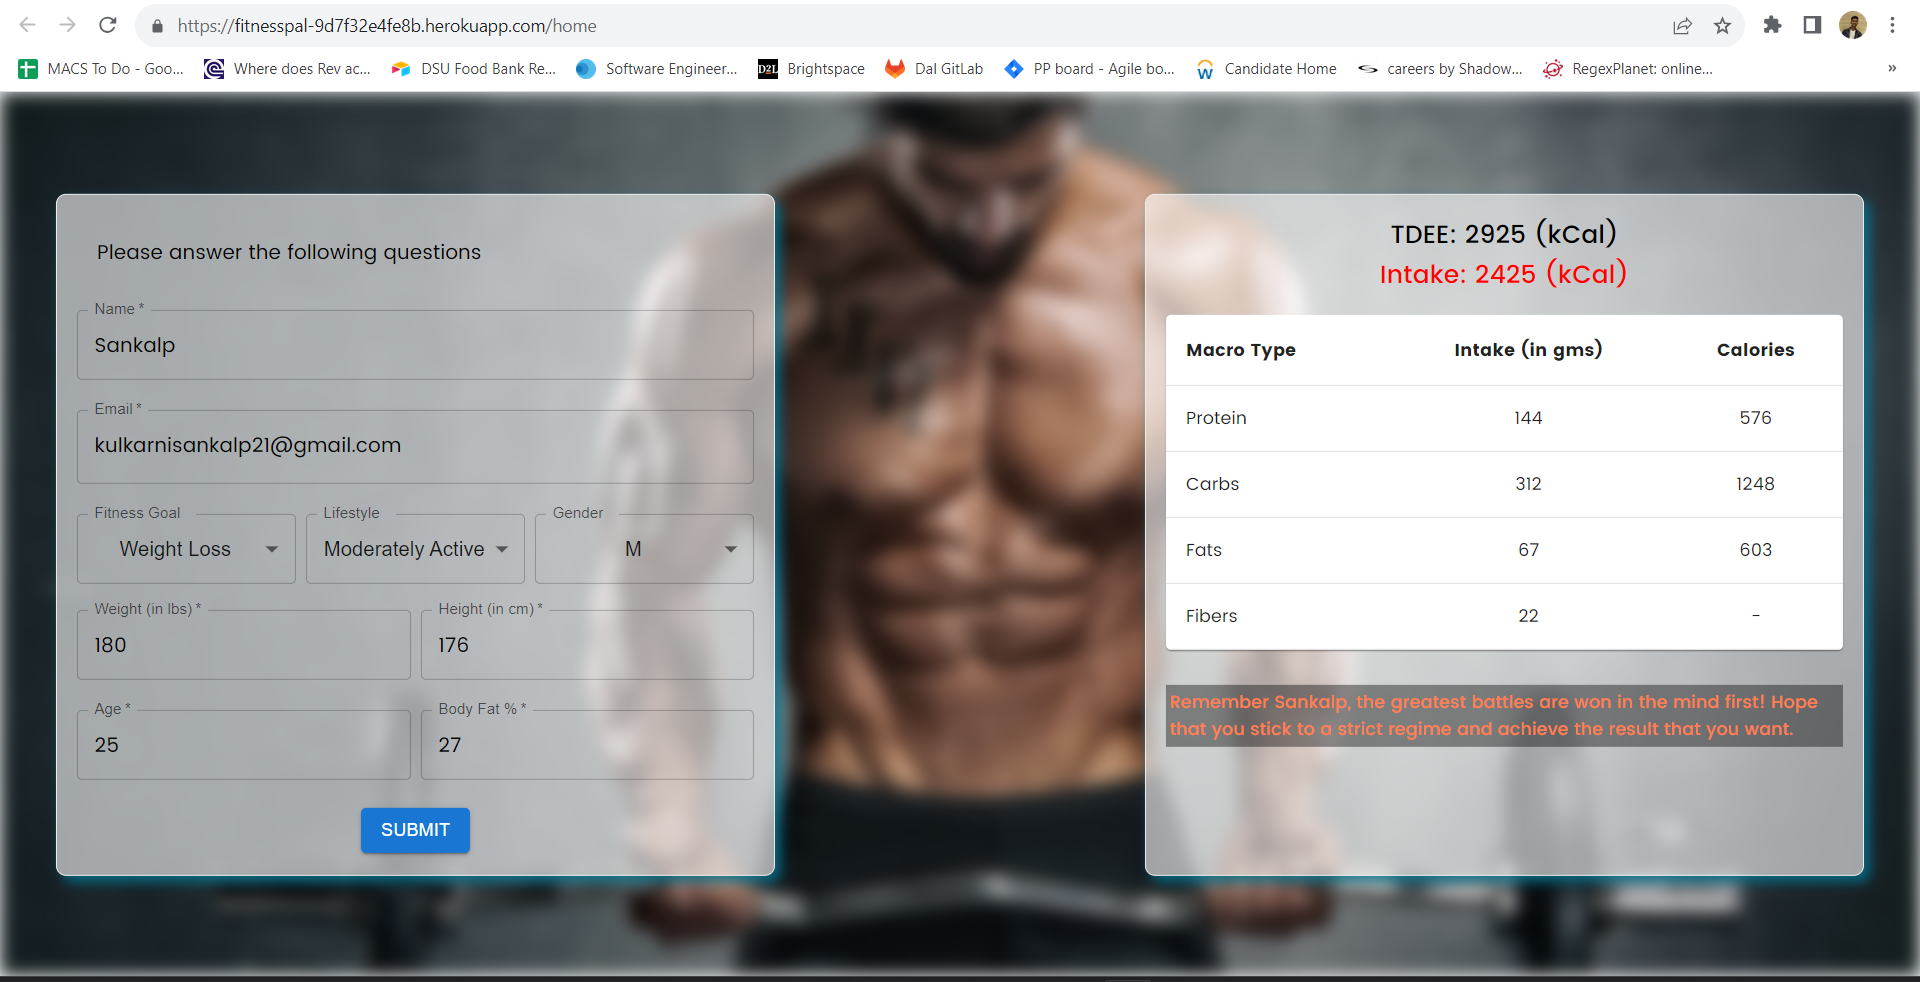 https://fitnesspal-9d7f32e4fe8b.herokuapp.com/home
MACS To Do - Goo... Where does Rev ac... DSU Food Bank Re... Software Engineer... D2L Brightspace Dal GitLab PP board - Agile bo... Candidate Home careers by Shadow... RegexPlanet: online... »
Please answer the following questions
Name *
Sankalp
Email *
kulkarnisankalp21@gmail.com
Fitness Goal Lifestyle Gender
Weight Loss Moderately Active M
Weight (in lbs) * Height (in cm) *
180 176
Age * Body Fat % *
25 27
SUBMIT
TDEE: 2925 (kCal)
Intake: 2425 (kCal)
Macro Type Intake (in gms) Calories
Protein 144 576
Carbs 312 1248
Fats 67 603
Fibers 22 -
Remember Sankalp, the greatest battles are won in the mind first! Hope
that you stick to a strict regime and achieve the result that you want.